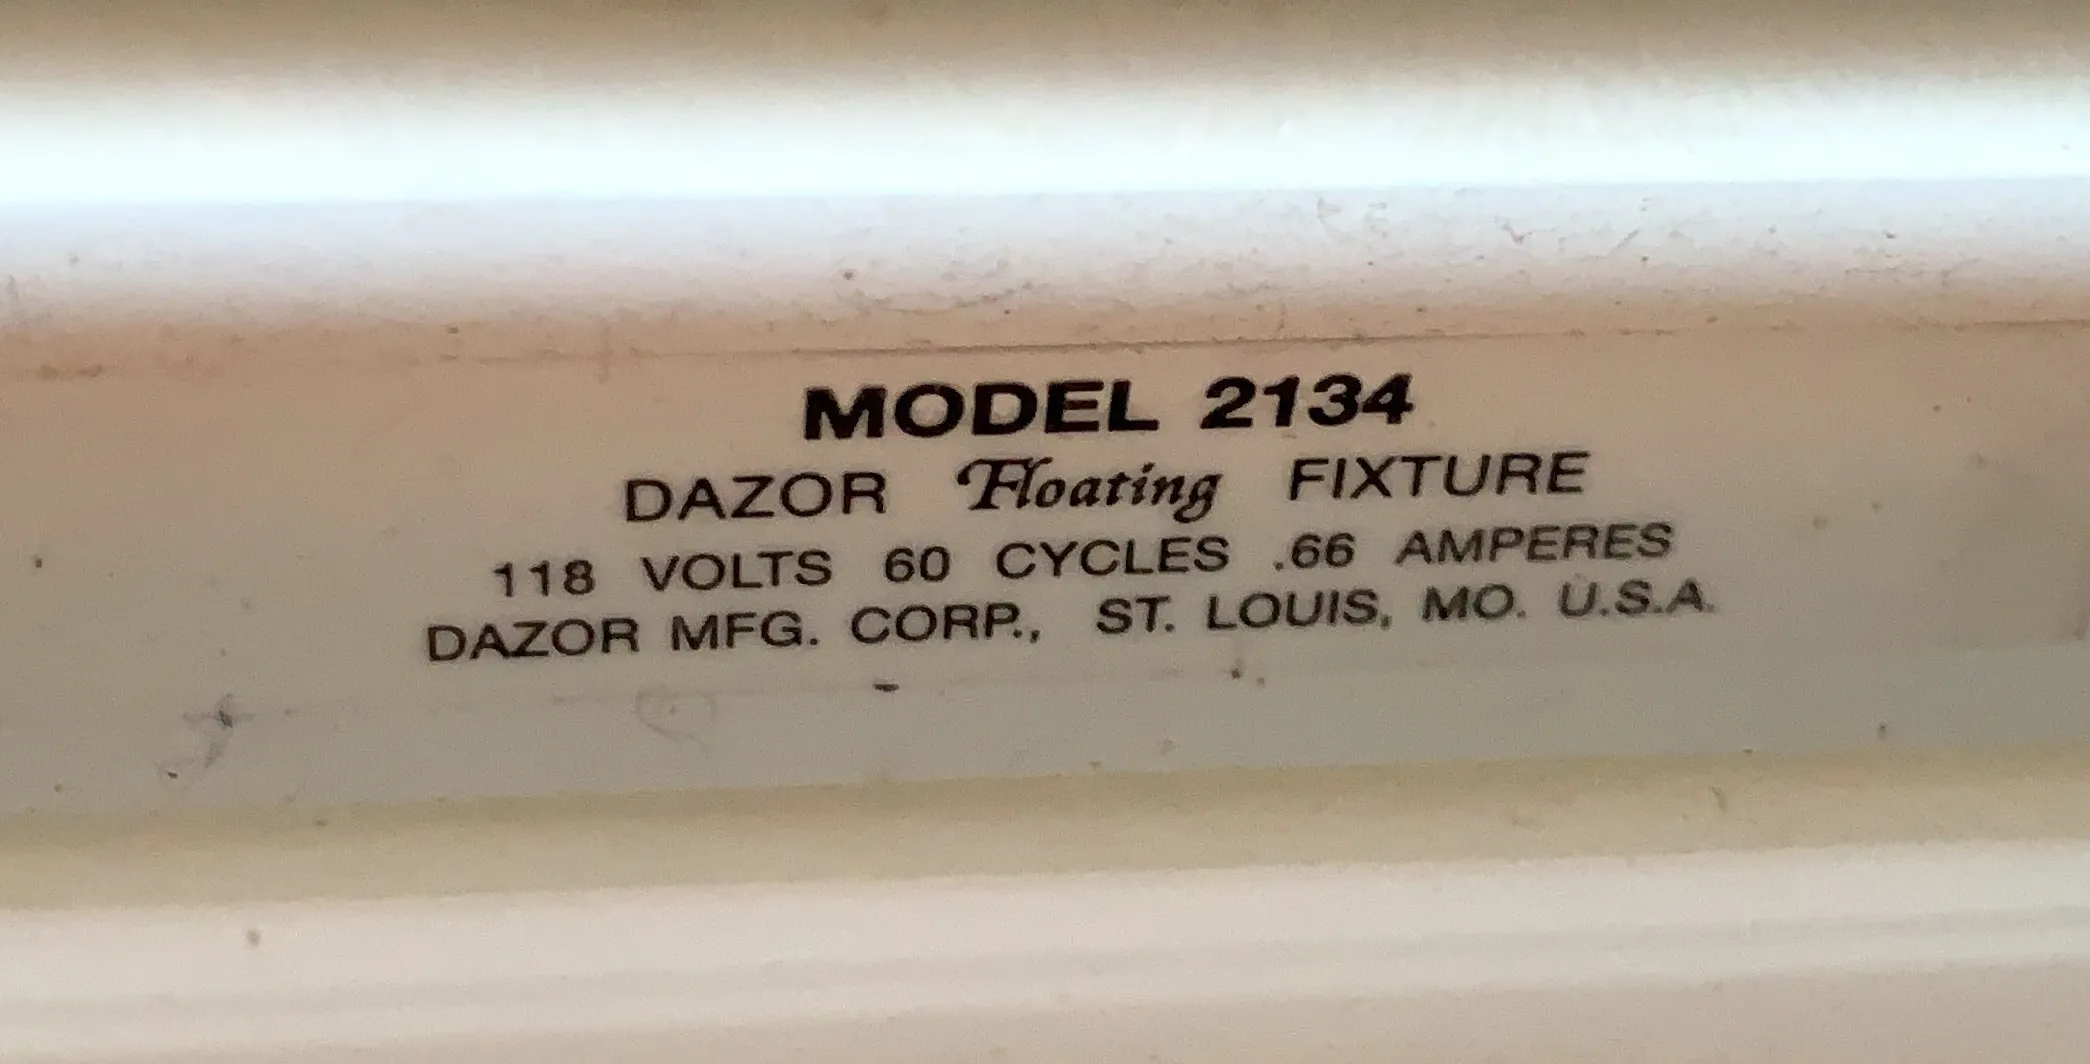 MODEL 2134
DAZOR Floating FIXTURE
118 VOLTS 60 CYCLES .66 AMPERES
DAZOR MFG. CORP., ST. LOUIS, MO. U.S.A.